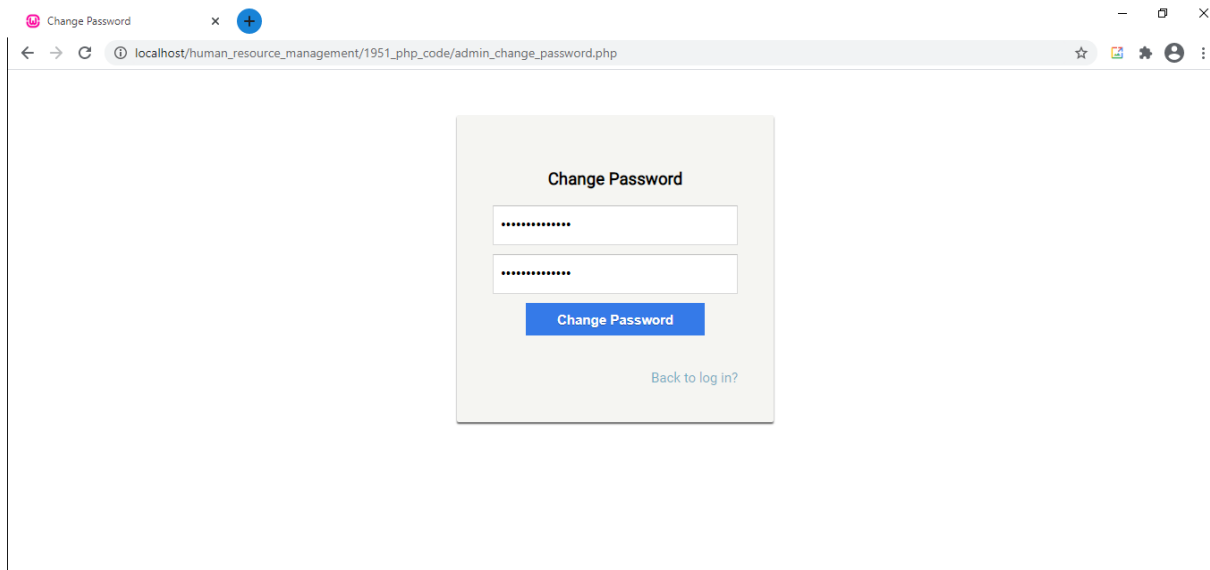 Change Password
localhost/human_resource_management/1951_php_code/admin_change_password.php
Change Password
••••••••••••••
••••••••••••••
Change Password
Back to log in?